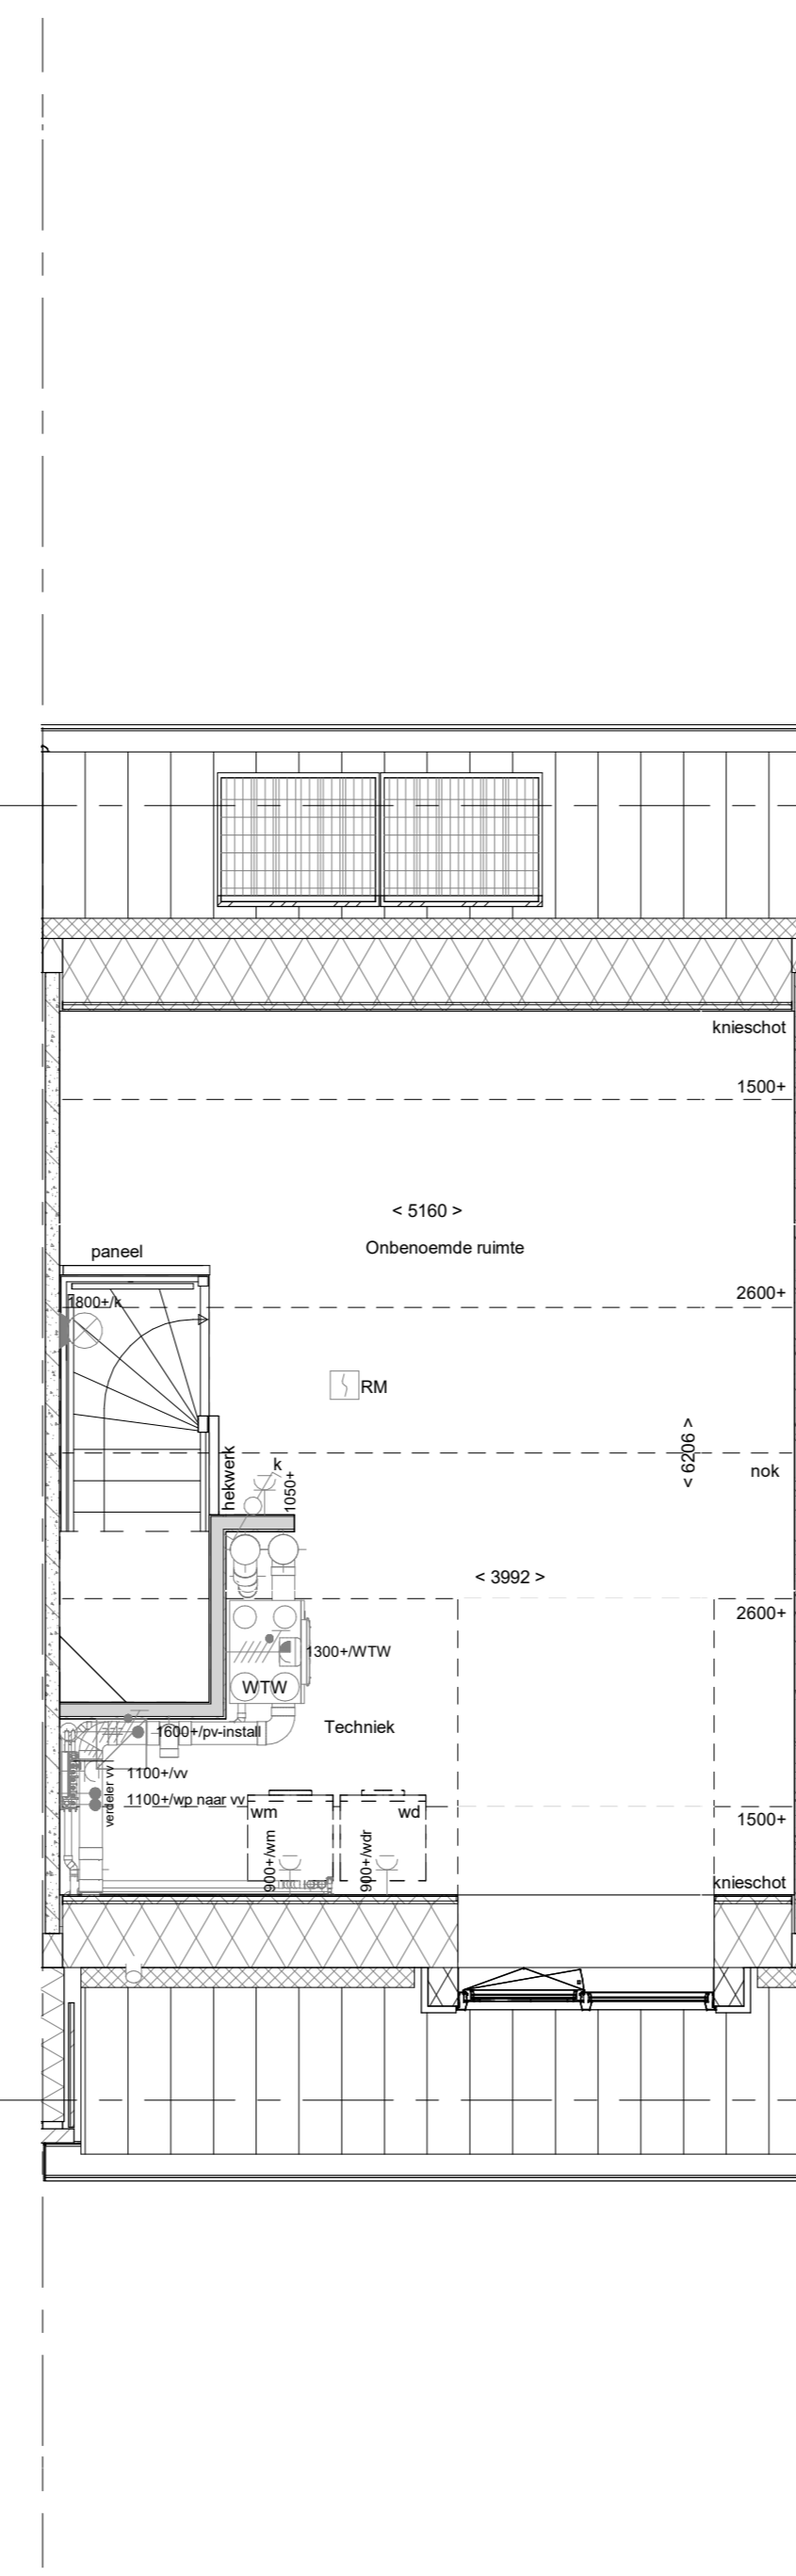 knieschot
1500+
< 5160 >
Onbenoemde ruimte
paneel
2600+
1800+/k
RM
< 6206 >
hekwerk
k
1050+
nok
< 3992 >
2600+
1300+/WTW
WTW
1600+/pv-install
Techniek
verdeler vv
1100+/vv
1100+/wp naar vv
wm
wd
1500+
900+/wm
900+/wdr
knieschot